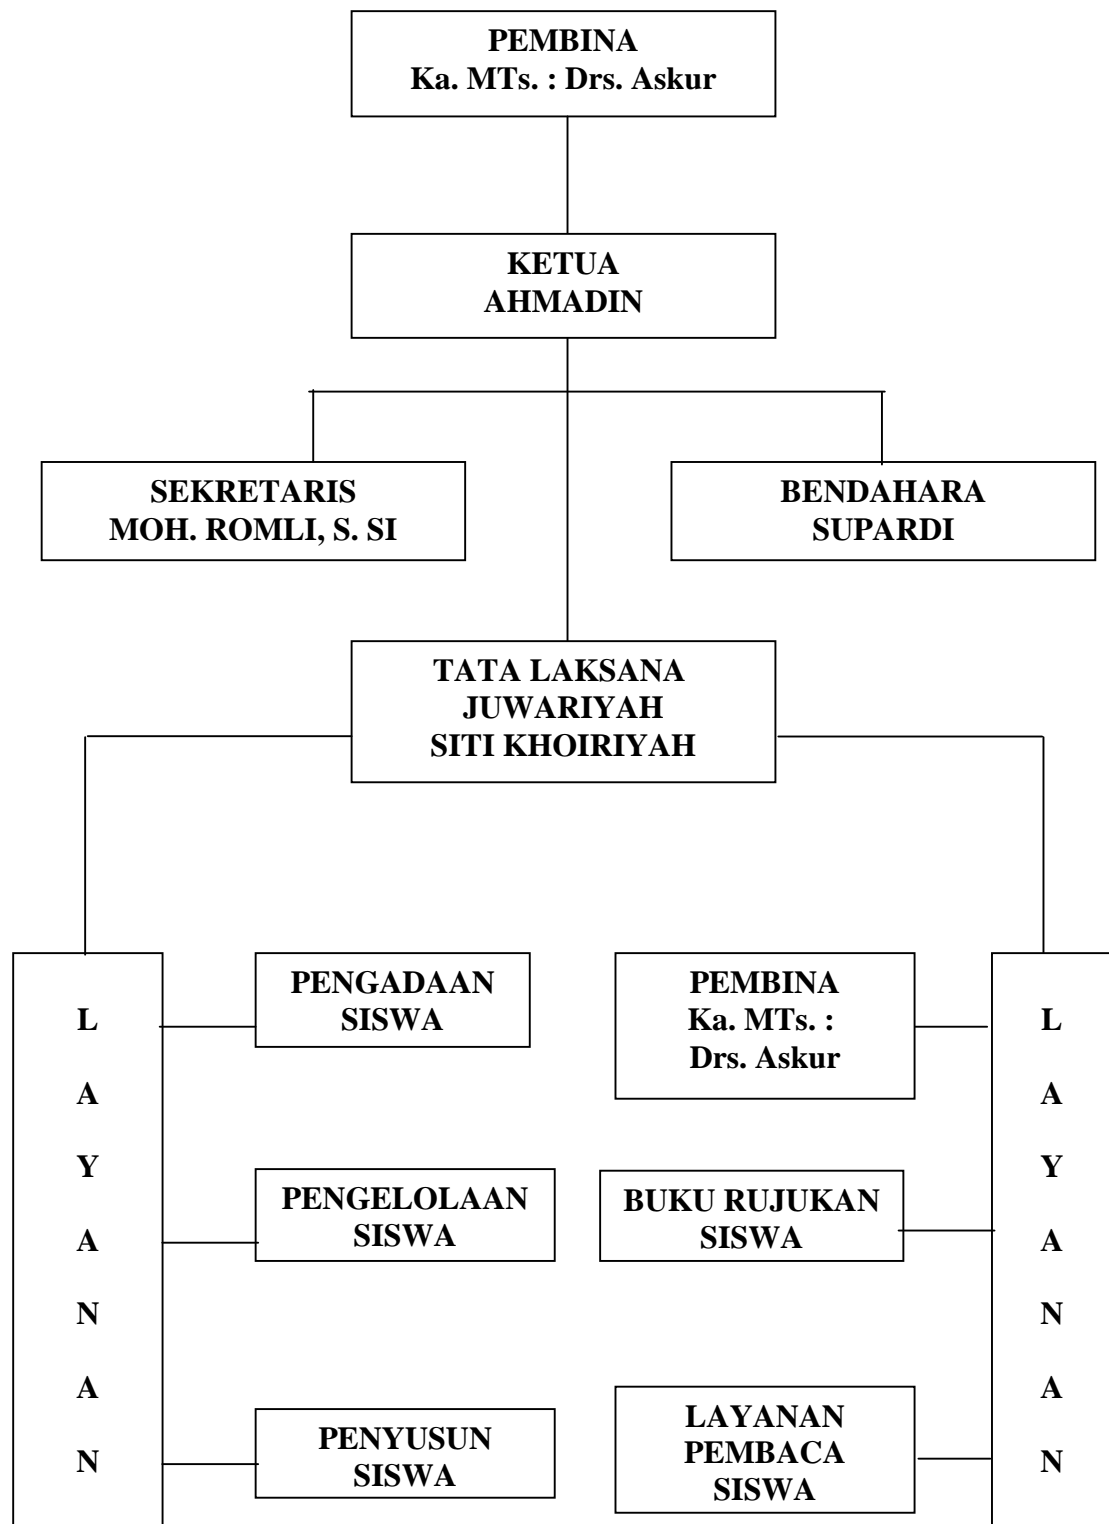 PEMBINA
Ka. MTs. : Drs. Askur
KETUA
AHMADIN
SEKRETARIS
MOH. ROMLI, S. SI
BENDAHARA
SUPARDI
TATA LAKSANA
JUWARIYAH
SITI KHOIRIYAH
L
A
Y
A
N
A
N
PENGADAAN
SISWA
PENGELOLAAN
SISWA
PENYUSUN
SISWA
PEMBINA
Ka. MTs. :
Drs. Askur
BUKU RUJUKAN
SISWA
LAYANAN
PEMBACA
SISWA
L
A
Y
A
N
A
N